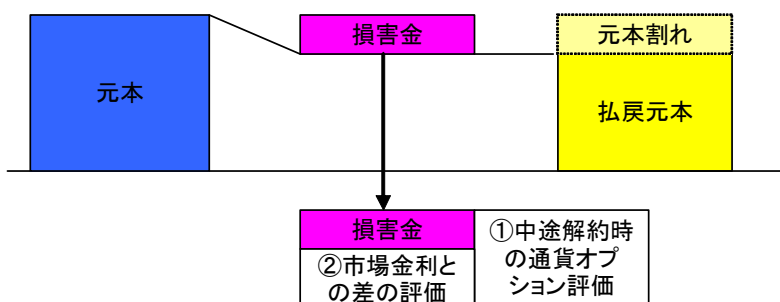 元本
損害金
元本割れ
払戻元本
損害金
②市場金利と
の差の評価
①中途解約時
の通貨オプ
ション評価